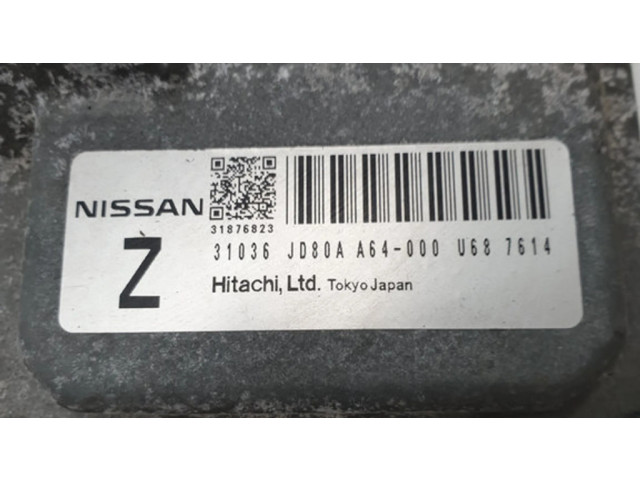 NISSAN
31876823
Z
31036 JD80A A64-000 U68 7614
Hitachi, Ltd. Tokyo Japan